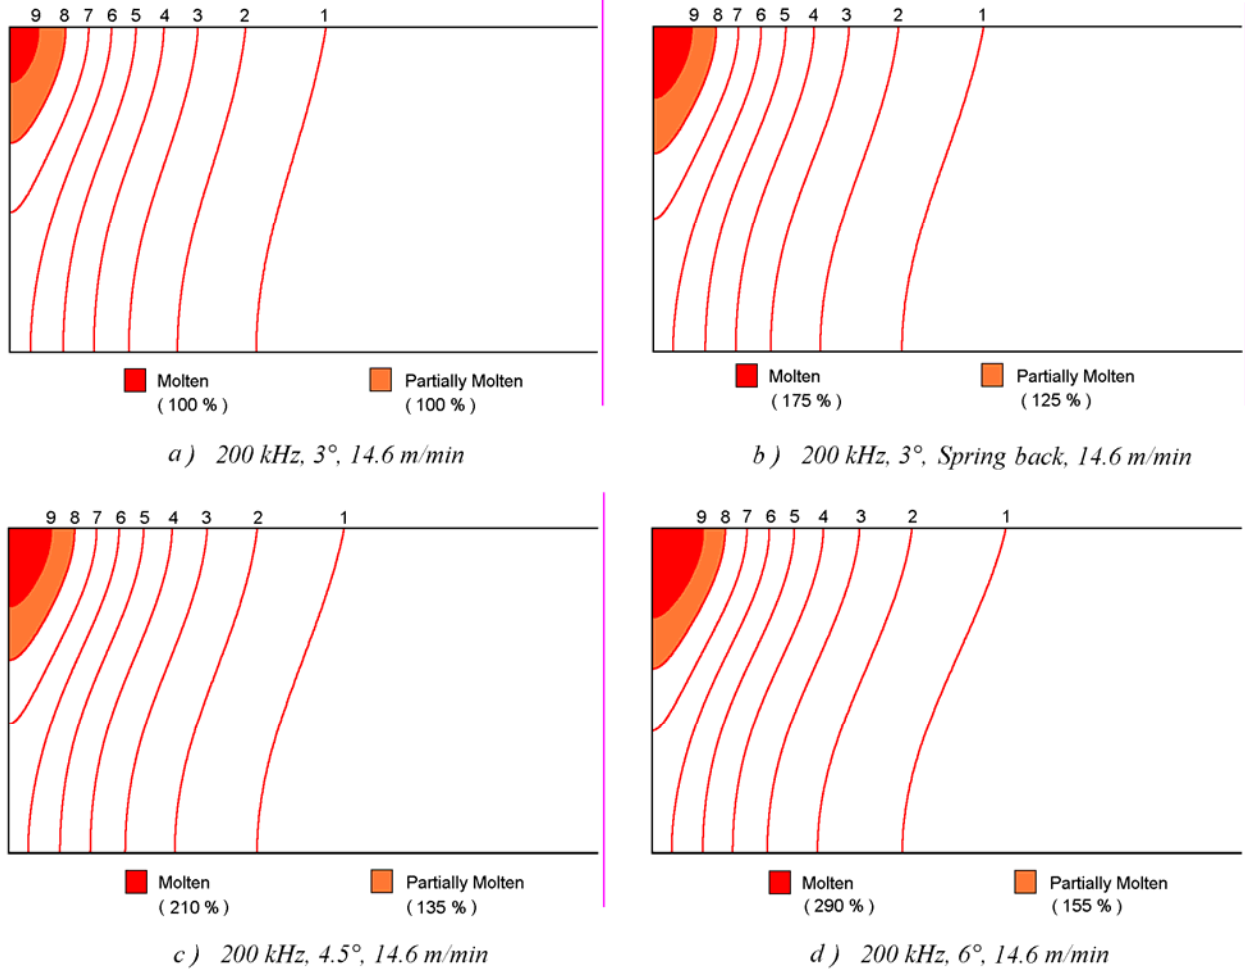 9 8 7 6 5 4 3 2 1
Molten
( 100 % )
Partially Molten
( 100 % )
a ) 200 kHz, 3°, 14.6 m/min
9 8 7 6 5 4 3 2 1
Molten
( 175 % )
Partially Molten
( 125 % )
b ) 200 kHz, 3°, Spring back, 14.6 m/min
9 8 7 6 5 4 3 2 1
Molten
( 210 % )
Partially Molten
( 135 % )
c ) 200 kHz, 4.5°, 14.6 m/min
9 8 7 6 5 4 3 2 1
Molten
( 290 % )
Partially Molten
( 155 % )
d ) 200 kHz, 6°, 14.6 m/min